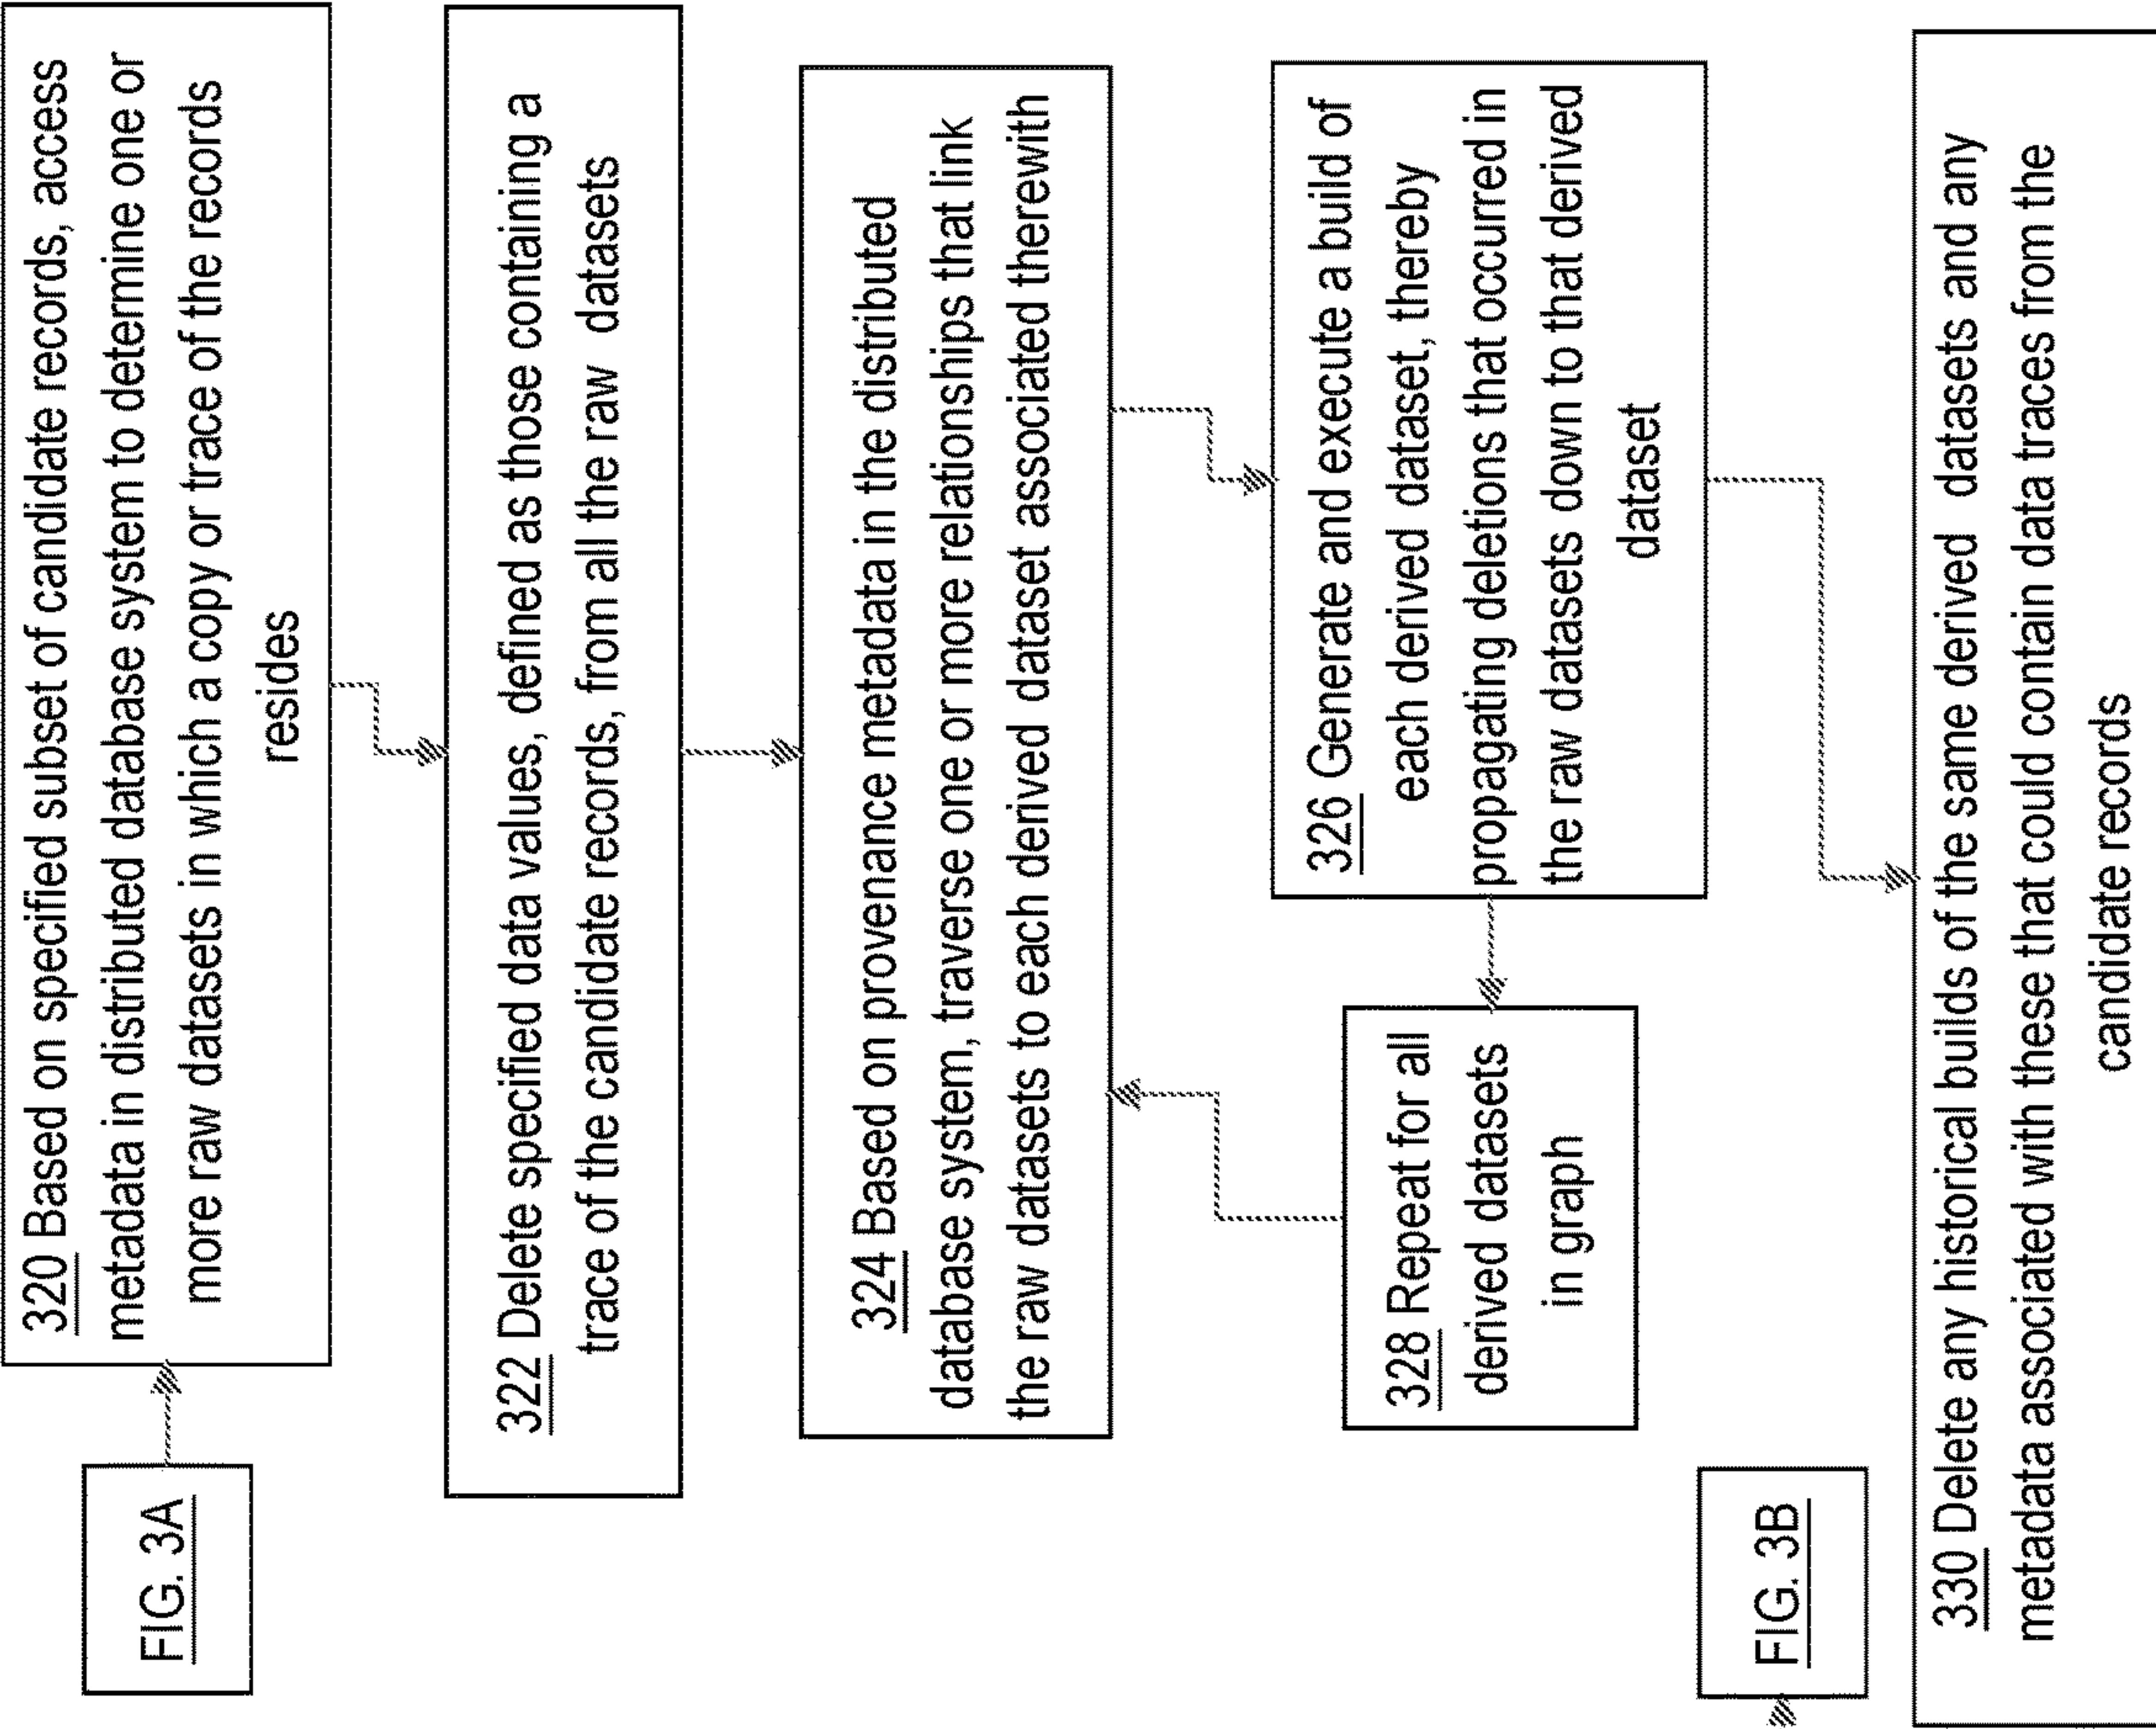 FIG. 3A
320 Based on specified subset of candidate records, access
metadata in distributed database system to determine one or
more raw datasets in which a copy or trace of the records
resides
322 Delete specified data values, defined as those containing a
trace of the candidate records, from all the raw datasets
324 Based on provenance metadata in the distributed
database system, traverse one or more relationships that link
the raw datasets to each derived dataset associated therewith
326 Generate and execute a build of
each derived dataset, thereby
propagating deletions that occurred in
the raw datasets down to that derived
dataset
328 Repeat for all
derived datasets
in graph
FIG. 3B
330 Delete any historical builds of the same derived datasets and any
metadata associated with these that could contain data traces from the
candidate records